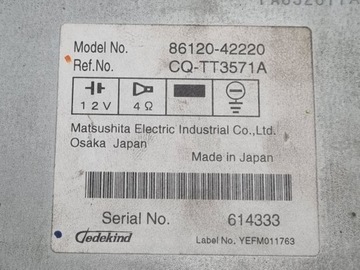 Model No. 86120-42220
Ref.No. CQ-TT3571A
12V 4Ω
Matsushita Electric Industrial Co.,Ltd.
Osaka Japan
Made in Japan
Serial No. 614333
Jedekind Label No. YEFM011763